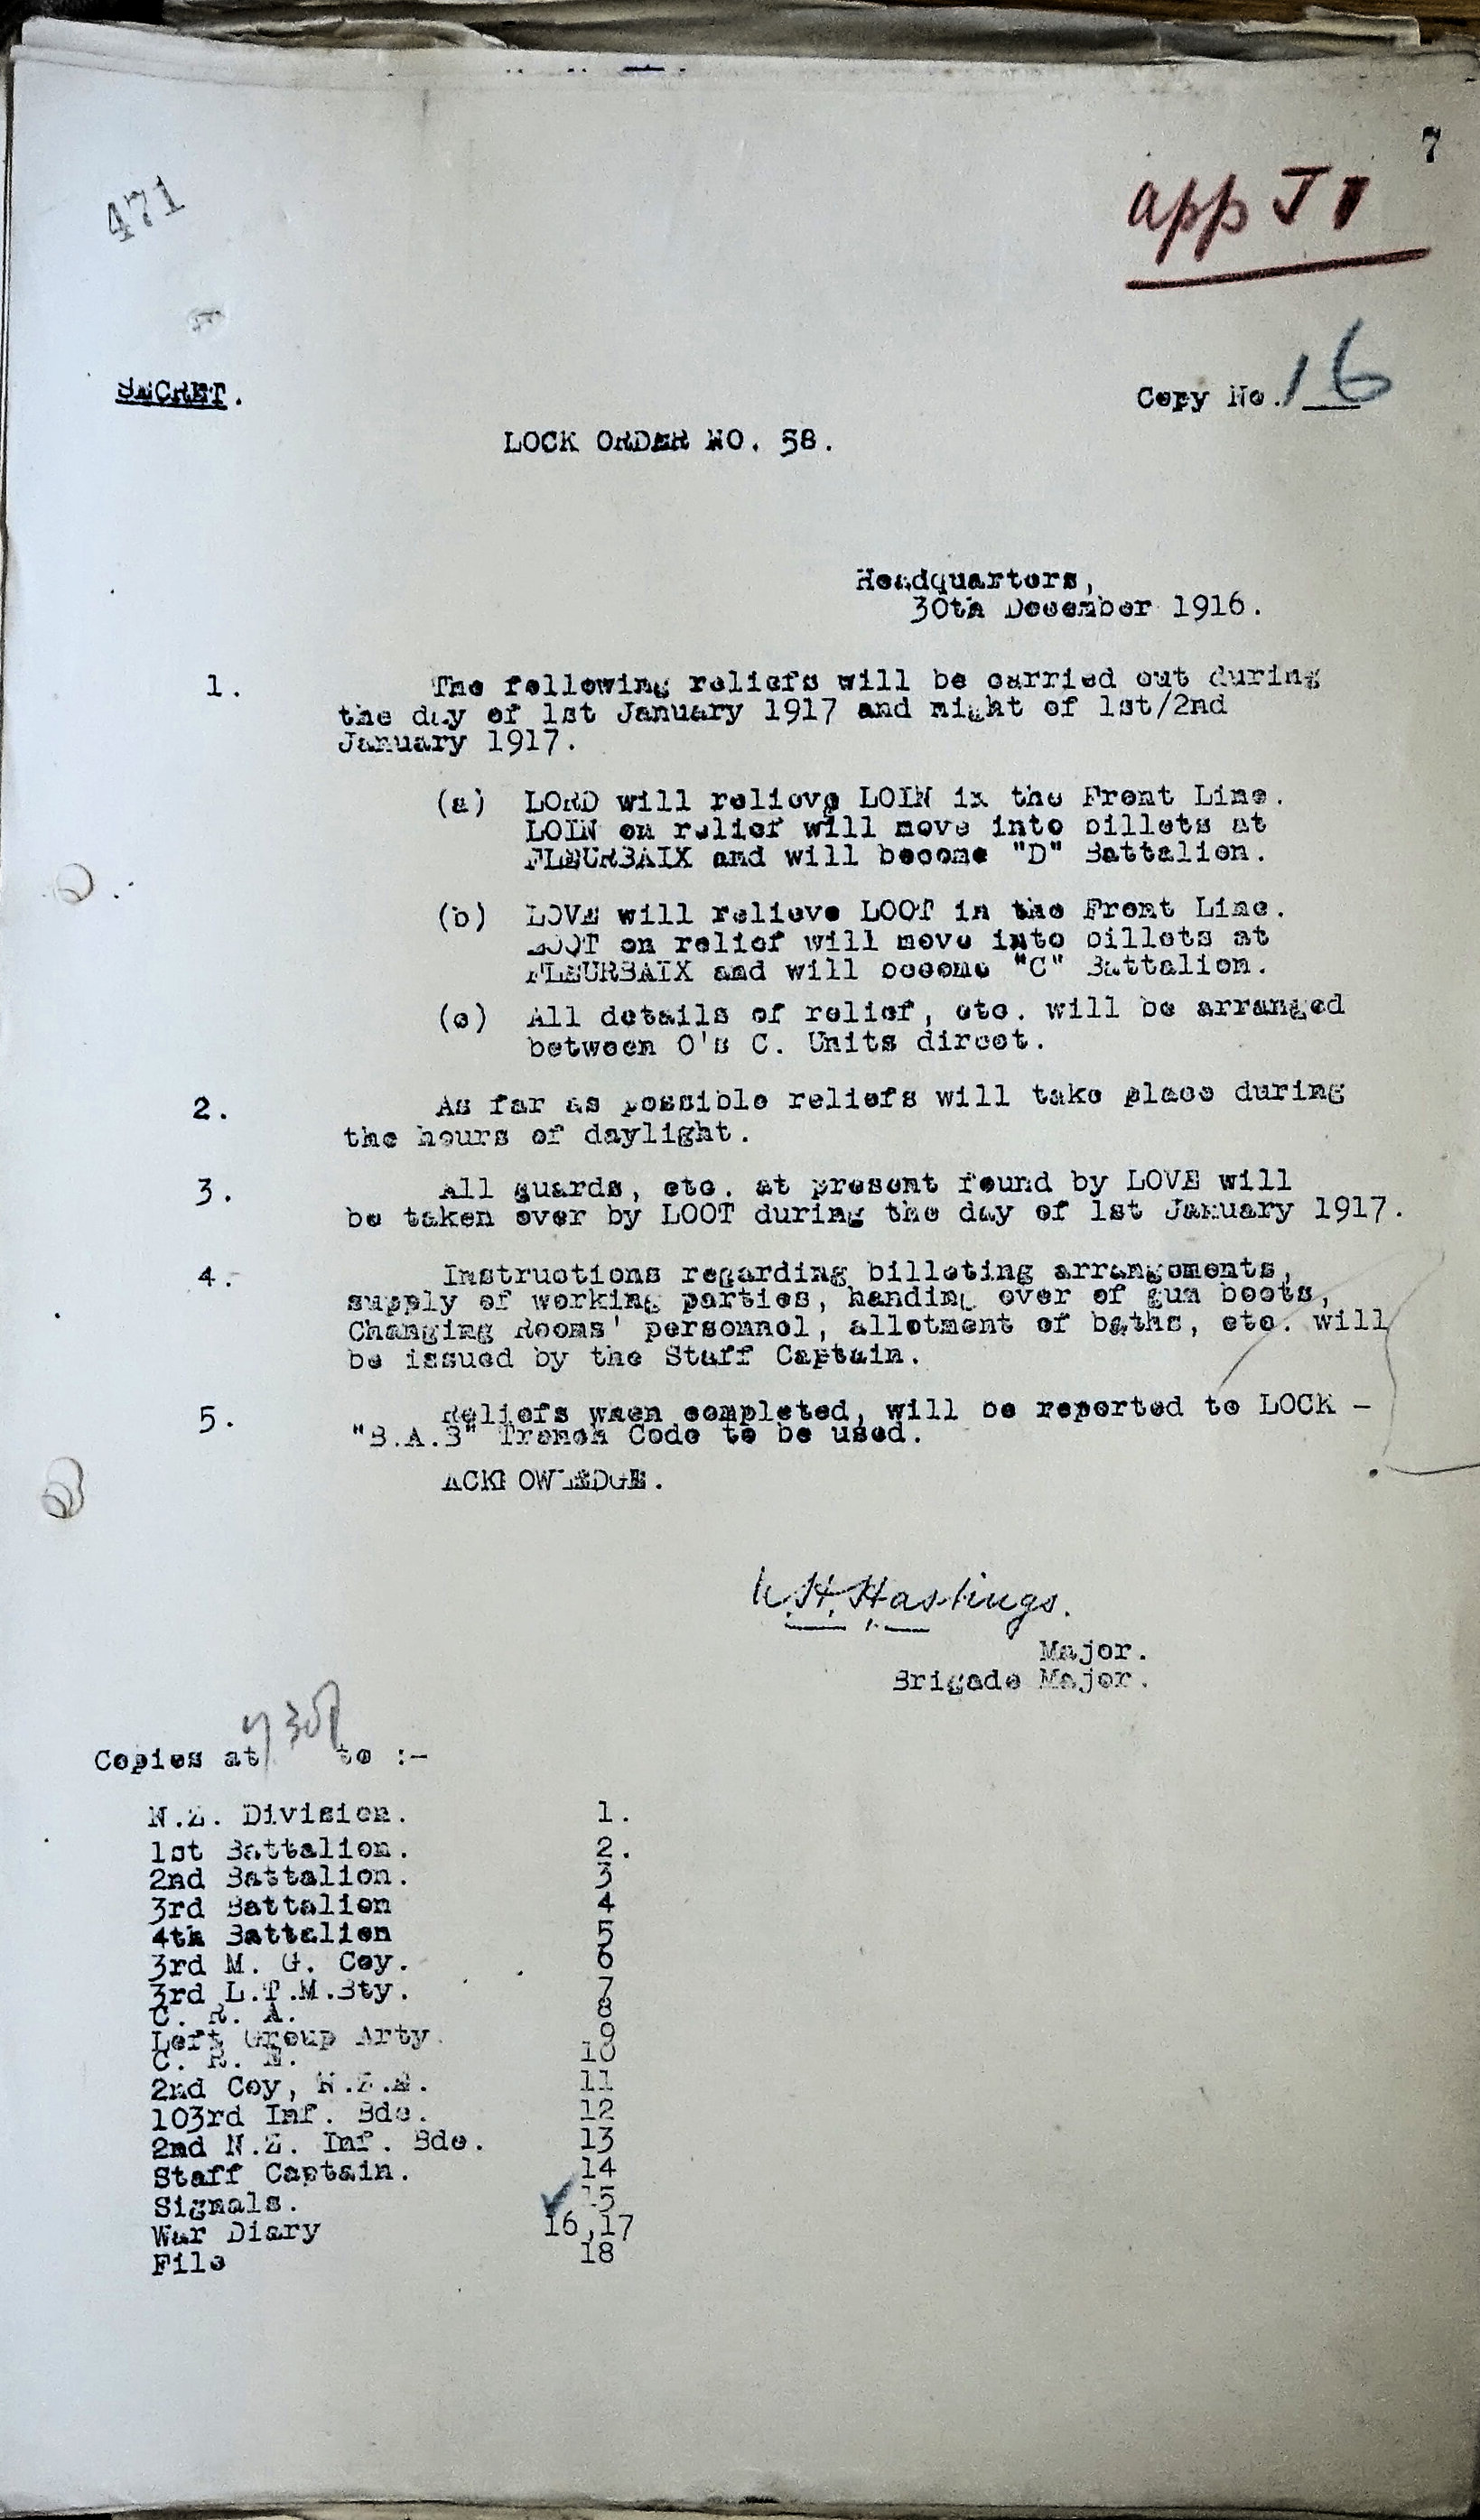 7
471
app J 1
SECRET.
Copy No. 16
LOCK ORDER NO. 58.
Headquarters,
30th December 1916.
1. The following reliefs will be carried out during
the day of 1st January 1917 and night of 1st/2nd
January 1917.
(a) LORD will relieve LOIN in the Front Line.
LOIN on relief will move into billets at
FLEURBAIX and will become "D" Battalion.
(b) LOVE will relieve LOOT in the Front Line.
LOOT on relief will move into billets at
FLEURBAIX and will become "C" Battalion.
(c) All details of relief, etc. will be arranged
between O's C. Units direct.
2. As far as possible reliefs will take place during
the hours of daylight.
3. All guards, etc. at present found by LOVE will
be taken over by LOOT during the day of 1st January 1917.
4. Instructions regarding billeting arrangements,
supply of working parties, handing over of gum boots,
Changing Rooms' personnel, allotment of baths, etc. will
be issued by the Staff Captain.
5. Reliefs when completed, will be reported to LOCK -
"B.A.B" Trench Code to be used.
ACKNOWLEDGE.
W.H. Hastings.
Major.
Brigade Major.
Copies at to :-
N.Z. Division. 1.
1st Battalion. 2.
2nd Battalion. 3
3rd Battalion 4
4th Battalion 5
3rd M. G. Coy. 6
3rd L.T.M.Bty. 7
C. R. A. 8
Left Group Arty. 9
C. R. E. 10
2nd Coy, N.Z.E. 11
103rd Inf. Bde. 12
2nd N.Z. Inf. Bde. 13
Staff Captain. 14
Signals. 15
War Diary 16,17
File 18